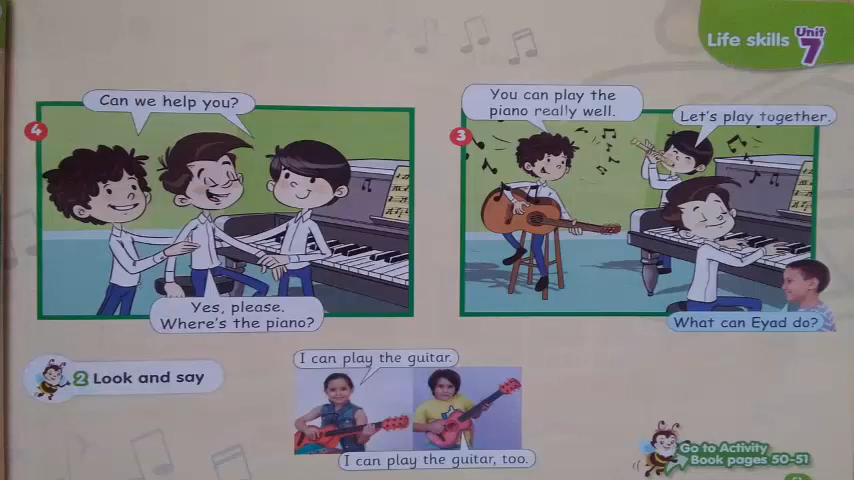 Life skills Unit 7
3
You can play the
piano really well.
Let's play together.
What can Eyad do?
4
Can we help you?
Yes, please.
Where's the piano?
2 Look and say
I can play the guitar.
I can play the guitar, too.
Go to Activity
Book pages 50-51